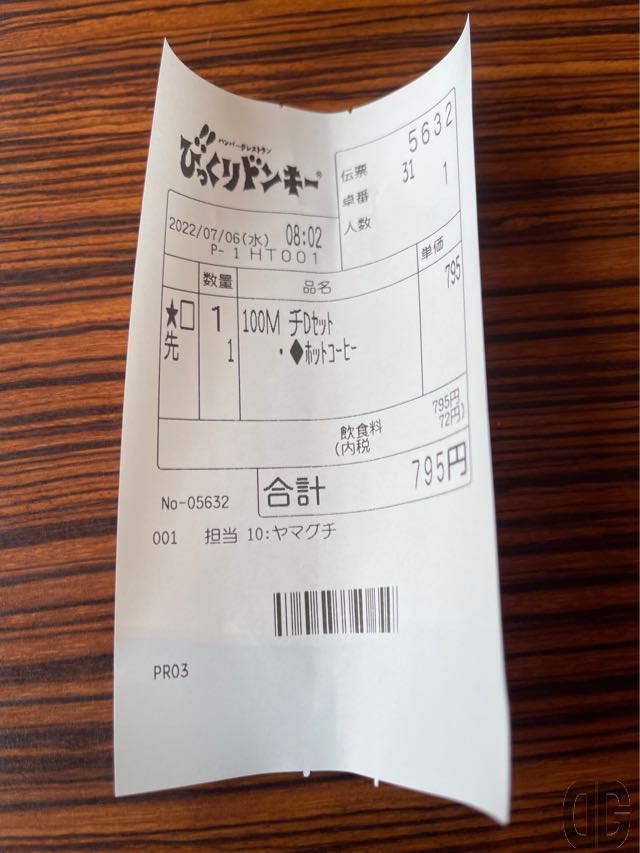 ハンバーグレストラン
びっくりドンキー
伝票 5632
卓番 31
人数 1
2022/07/06(水) 08:02
P- 1 HT001
数量 品名 単価
★□ 1 100M チDセット 795
先 1 ・◆ホットコーヒー
飲食料 795円
(内税 72円)
合計 795円
No-05632
001 担当 10:ヤマグチ
PR03